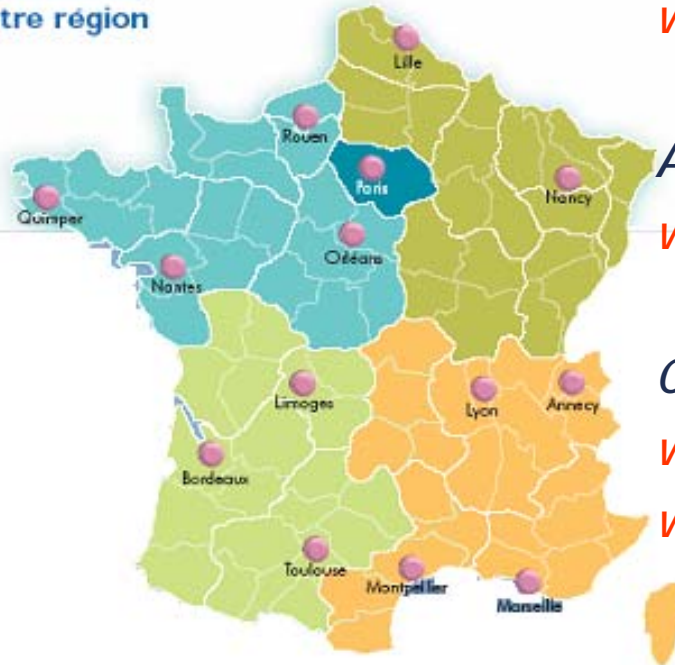 tre région
Lille
Rouen
Paris
Nancy
Quimper
Orléans
Nantes
Limoges
Lyon
Annecy
Bordeaux
Toulouse
Montpellier
Marseille